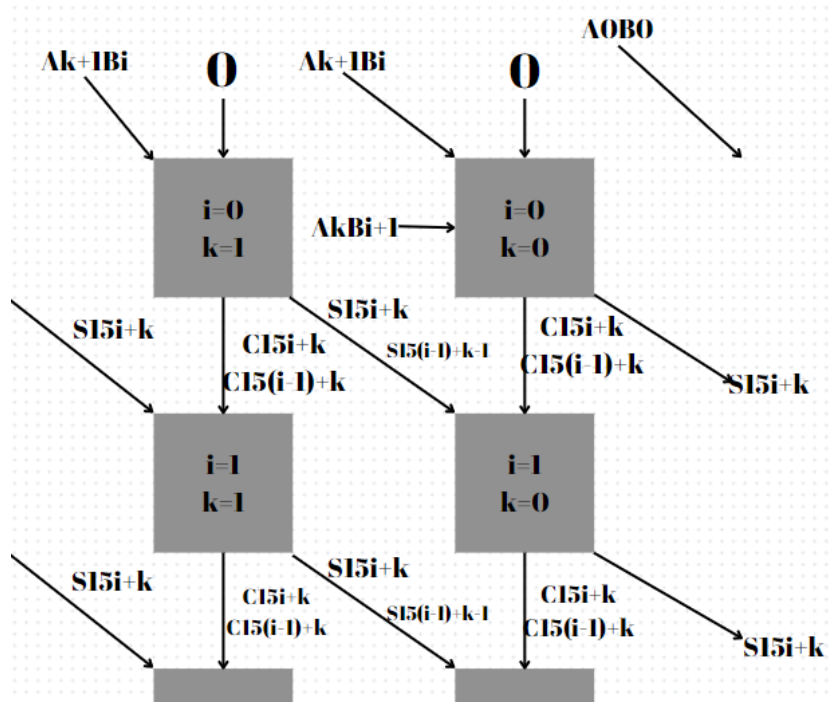 A0B0
Ak+1Bi
0
Ak+1Bi
0
i=0
k=1
AkBi+1
i=0
k=0
S15i+k
C15i+k
C15(i-1)+k
S15i+k
S15(i-1)+k-1
C15i+k
C15(i-1)+k
S15i+k
i=1
k=1
i=1
k=0
S15i+k
C15i+k
C15(i-1)+k
S15i+k
S15(i-1)+k-1
C15i+k
C15(i-1)+k
S15i+k